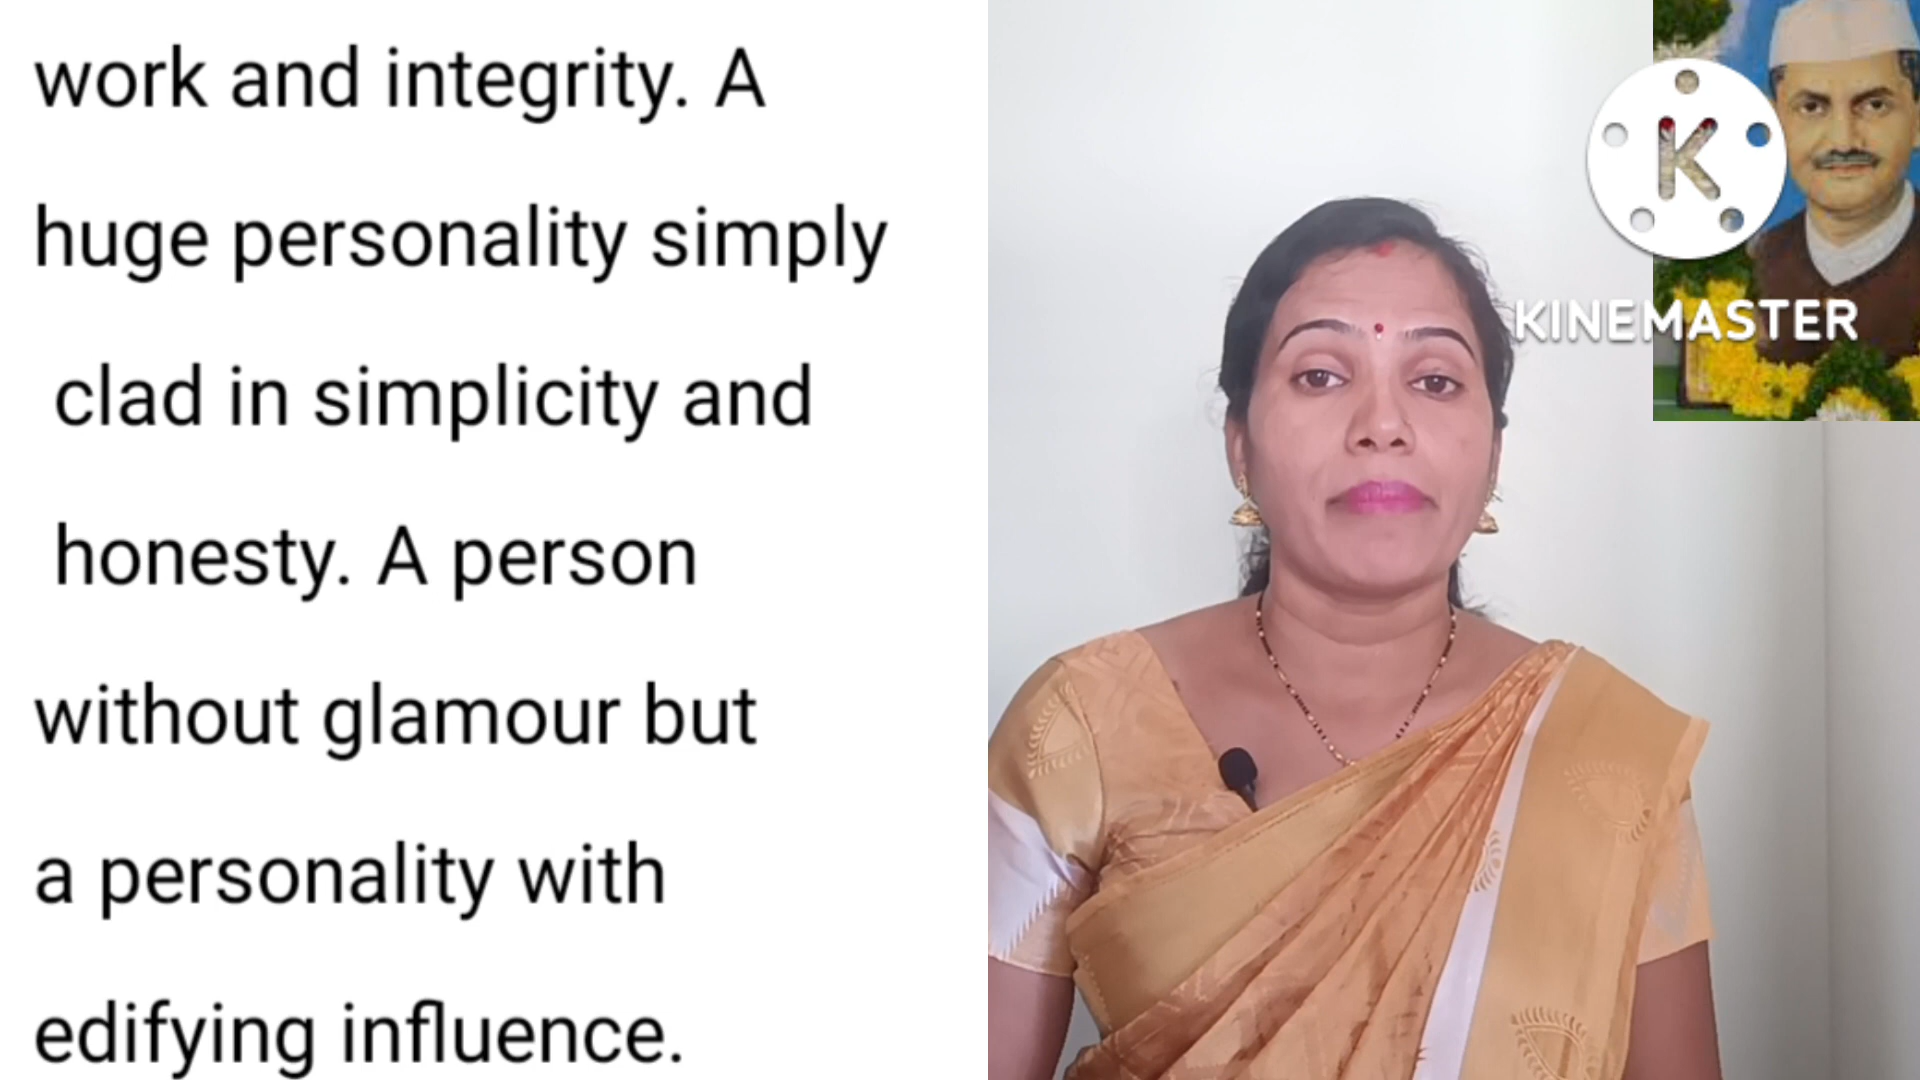 work and integrity. A
huge personality simply
clad in simplicity and
honesty. A person
without glamour but
a personality with
edifying influence.
K
KINEMASTER